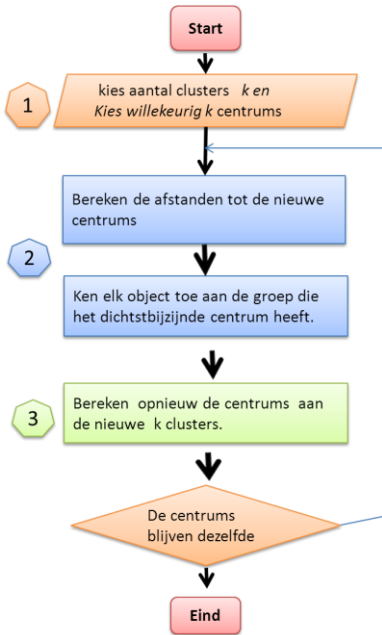 Start
1
kies aantal clusters k en
Kies willekeurig k centrums
Bereken de afstanden tot de nieuwe
centrums
2
Ken elk object toe aan de groep die
het dichtstbijzijnde centrum heeft.
3
Bereken opnieuw de centrums aan
de nieuwe k clusters.
De centrums
blijven dezelfde
Eind